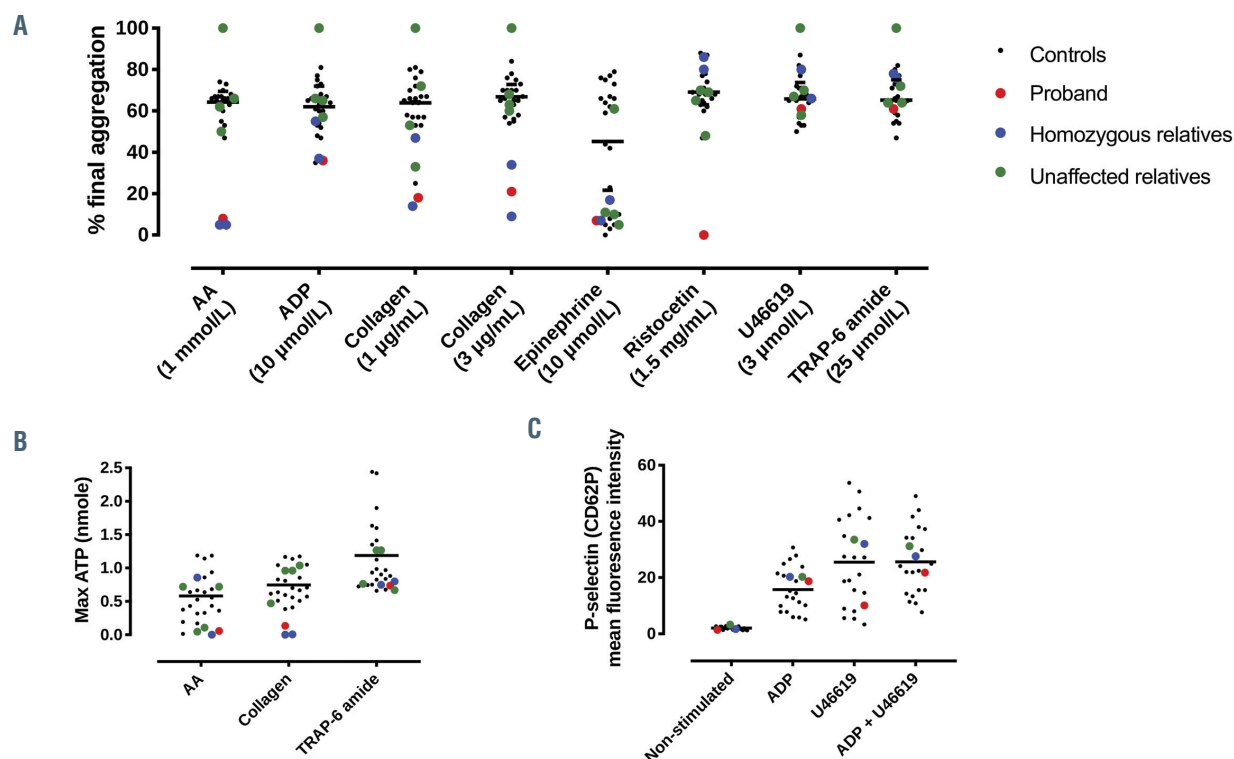 A
% final aggregation
100
80
60
40
20
0
AA
(1 mmol/L)
ADP
(10 µmol/L)
Collagen
(1 µg/mL)
Collagen
(3 µg/mL)
Epinephrine
(10 µmol/L)
Ristocetin
(1.5 mg/mL)
U46619
(3 µmol/L)
TRAP-6 amide
(25 µmol/L)
Controls
Proband
Homozygous relatives
Unaffected relatives
B
Max ATP (nmole)
2.5
2.0
1.5
1.0
0.5
0.0
AA
Collagen
TRAP-6 amide
C
P-selectin (CD62P)
mean fluoresence intensity
60
40
20
0
Non-stimulated
ADP
U46619
ADP + U46619